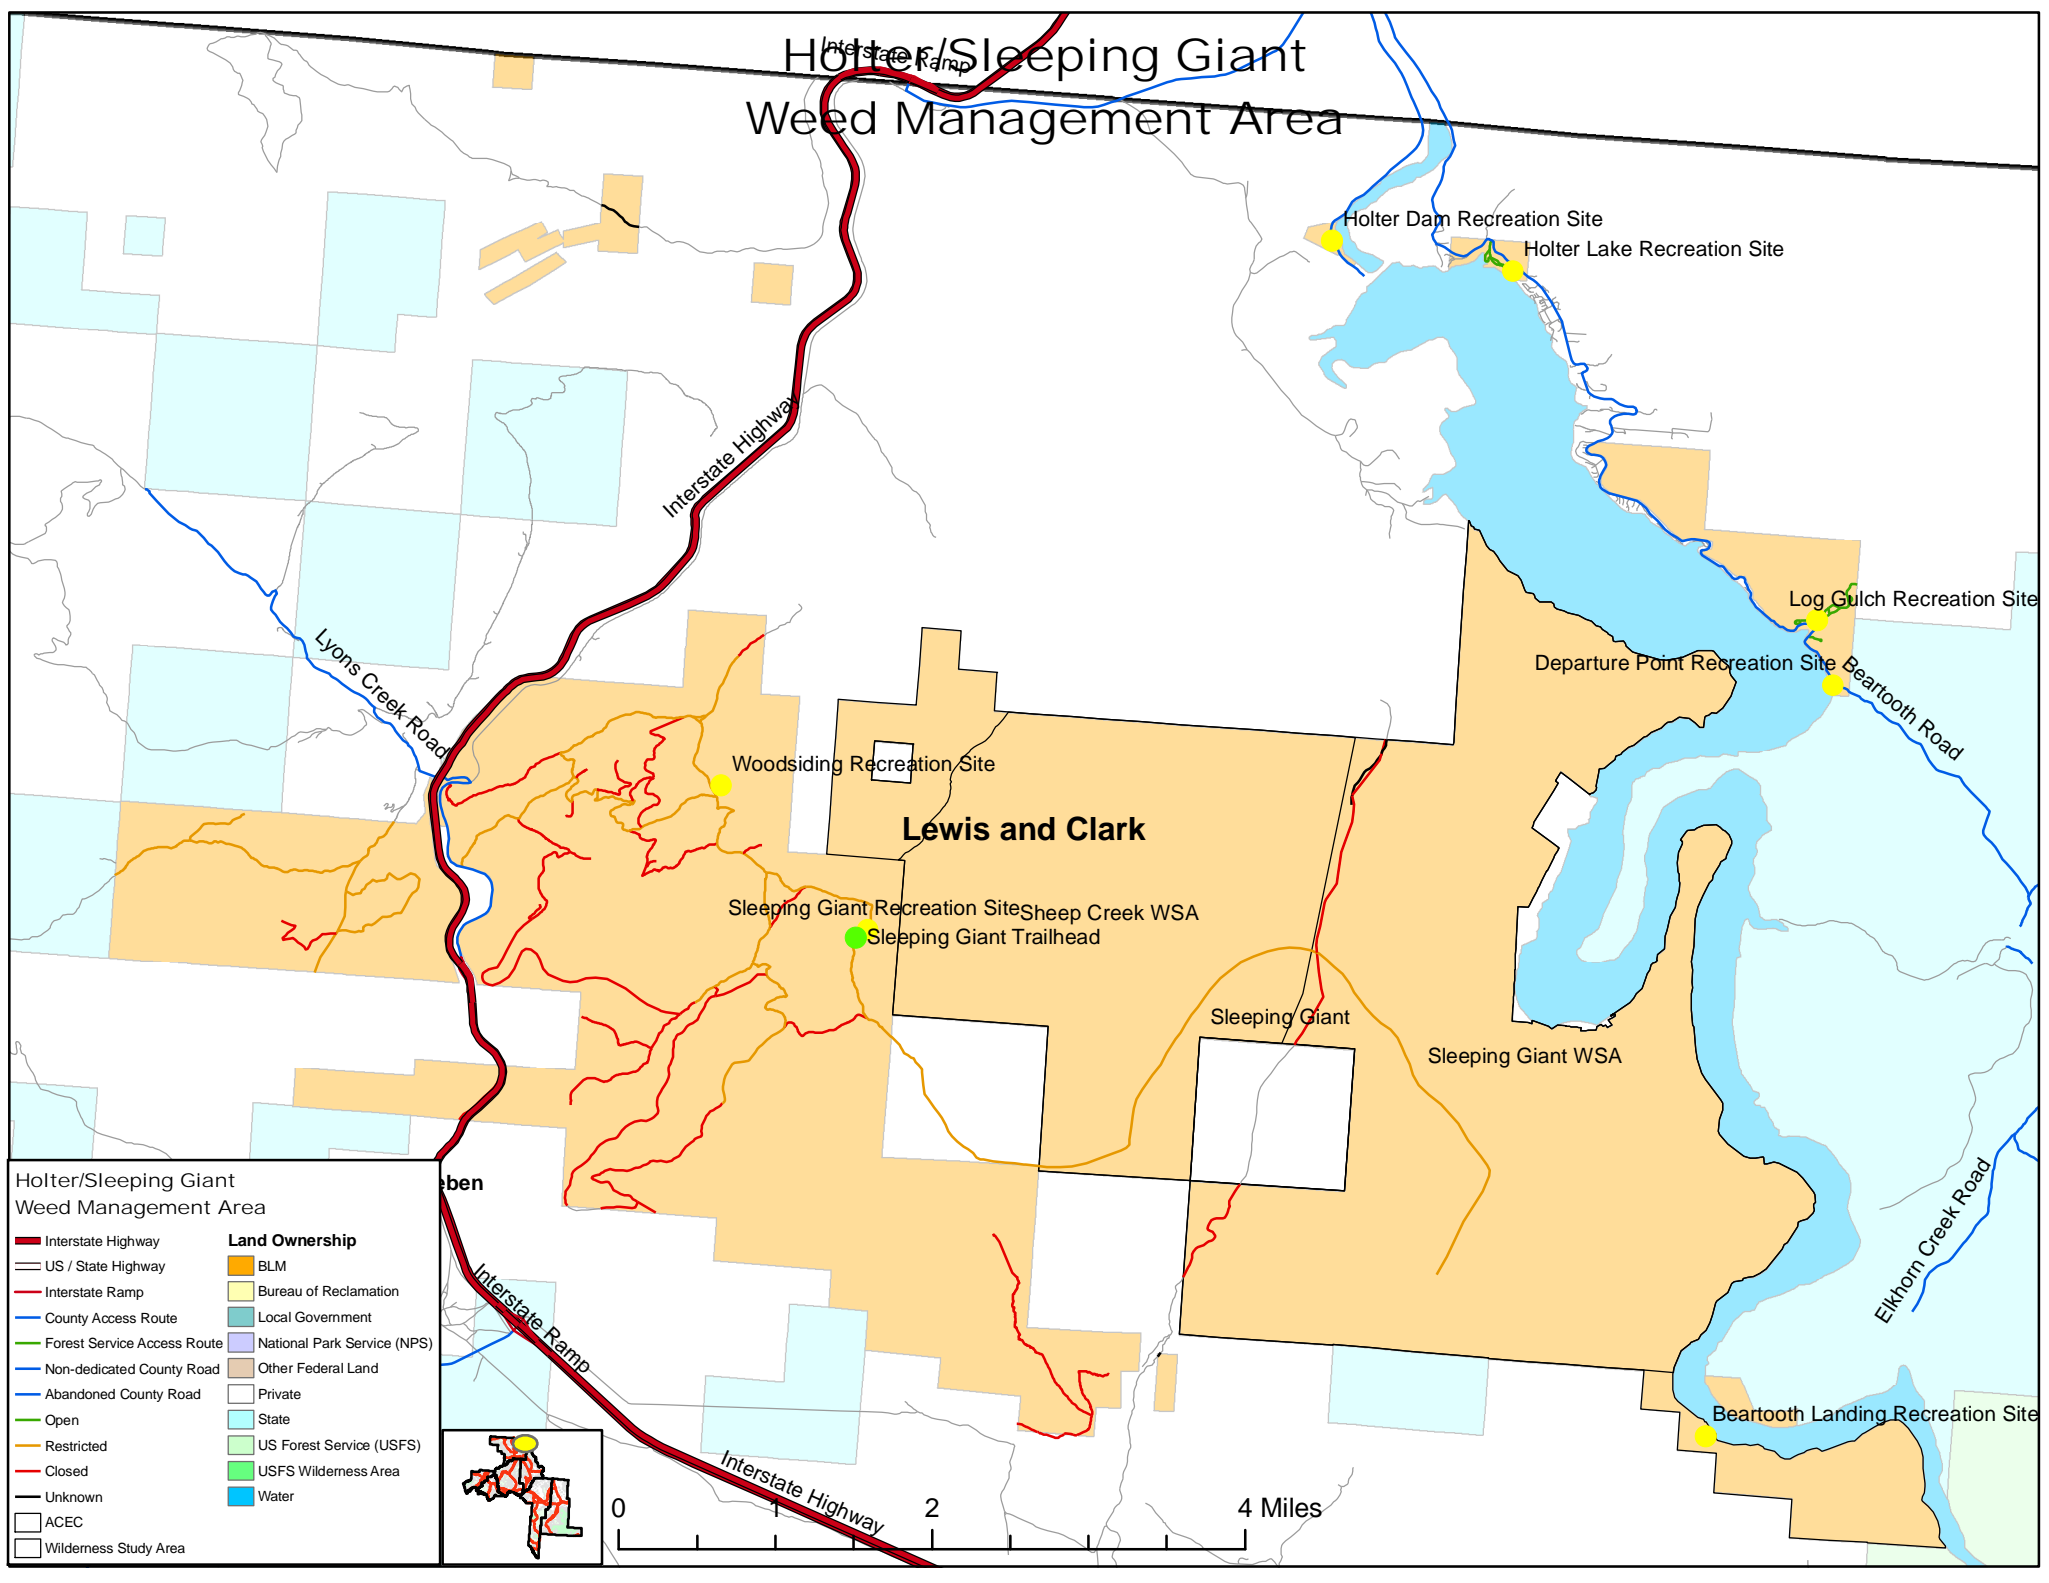 Holter/Sleeping Giant
Weed Management Area
Interstate Ramp
Holter Dam Recreation Site
Holter Lake Recreation Site
Interstate Highway
Log Gulch Recreation Site
Lyons Creek Road
Departure Point Recreation Site
Beartooth Road
Woodsiding Recreation Site
Lewis and Clark
Sleeping Giant Recreation Site
Sheep Creek WSA
Sleeping Giant Trailhead
Sleeping Giant
Sleeping Giant WSA
eben
Elkhorn Creek Road
Interstate Ramp
Beartooth Landing Recreation Site
Interstate Highway
0
1
2
4 Miles
Holter/Sleeping Giant
Weed Management Area
Interstate Highway
US / State Highway
Interstate Ramp
County Access Route
Forest Service Access Route
Non-dedicated County Road
Abandoned County Road
Open
Restricted
Closed
Unknown
ACEC
Wilderness Study Area
Land Ownership
BLM
Bureau of Reclamation
Local Government
National Park Service (NPS)
Other Federal Land
Private
State
US Forest Service (USFS)
USFS Wilderness Area
Water